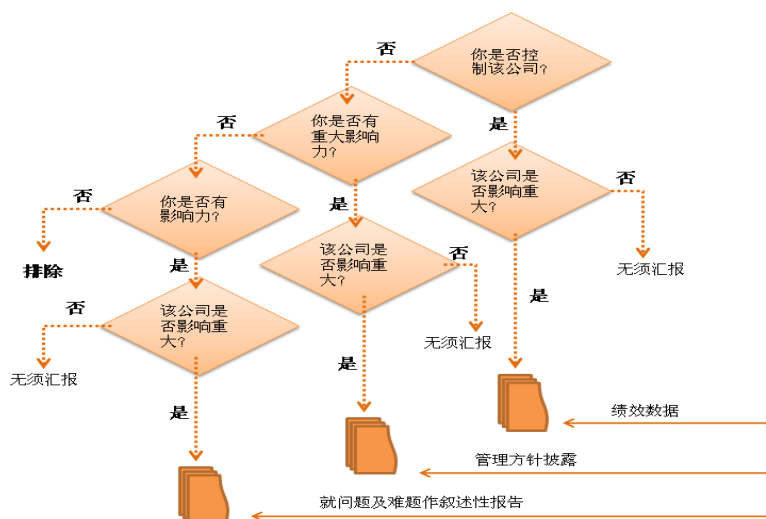 你是否控
制该公司？
否
是
你是否有
重大影响
力？
否
是
该公司是
否影响重
大？
否
是
无须汇报
你是否有
影响力？
否
是
排除
该公司是
否影响重
大？
否
是
无须汇报
该公司是
否影响重
大？
否
是
无须汇报
绩效数据
管理方针披露
就问题及难题作叙述性报告